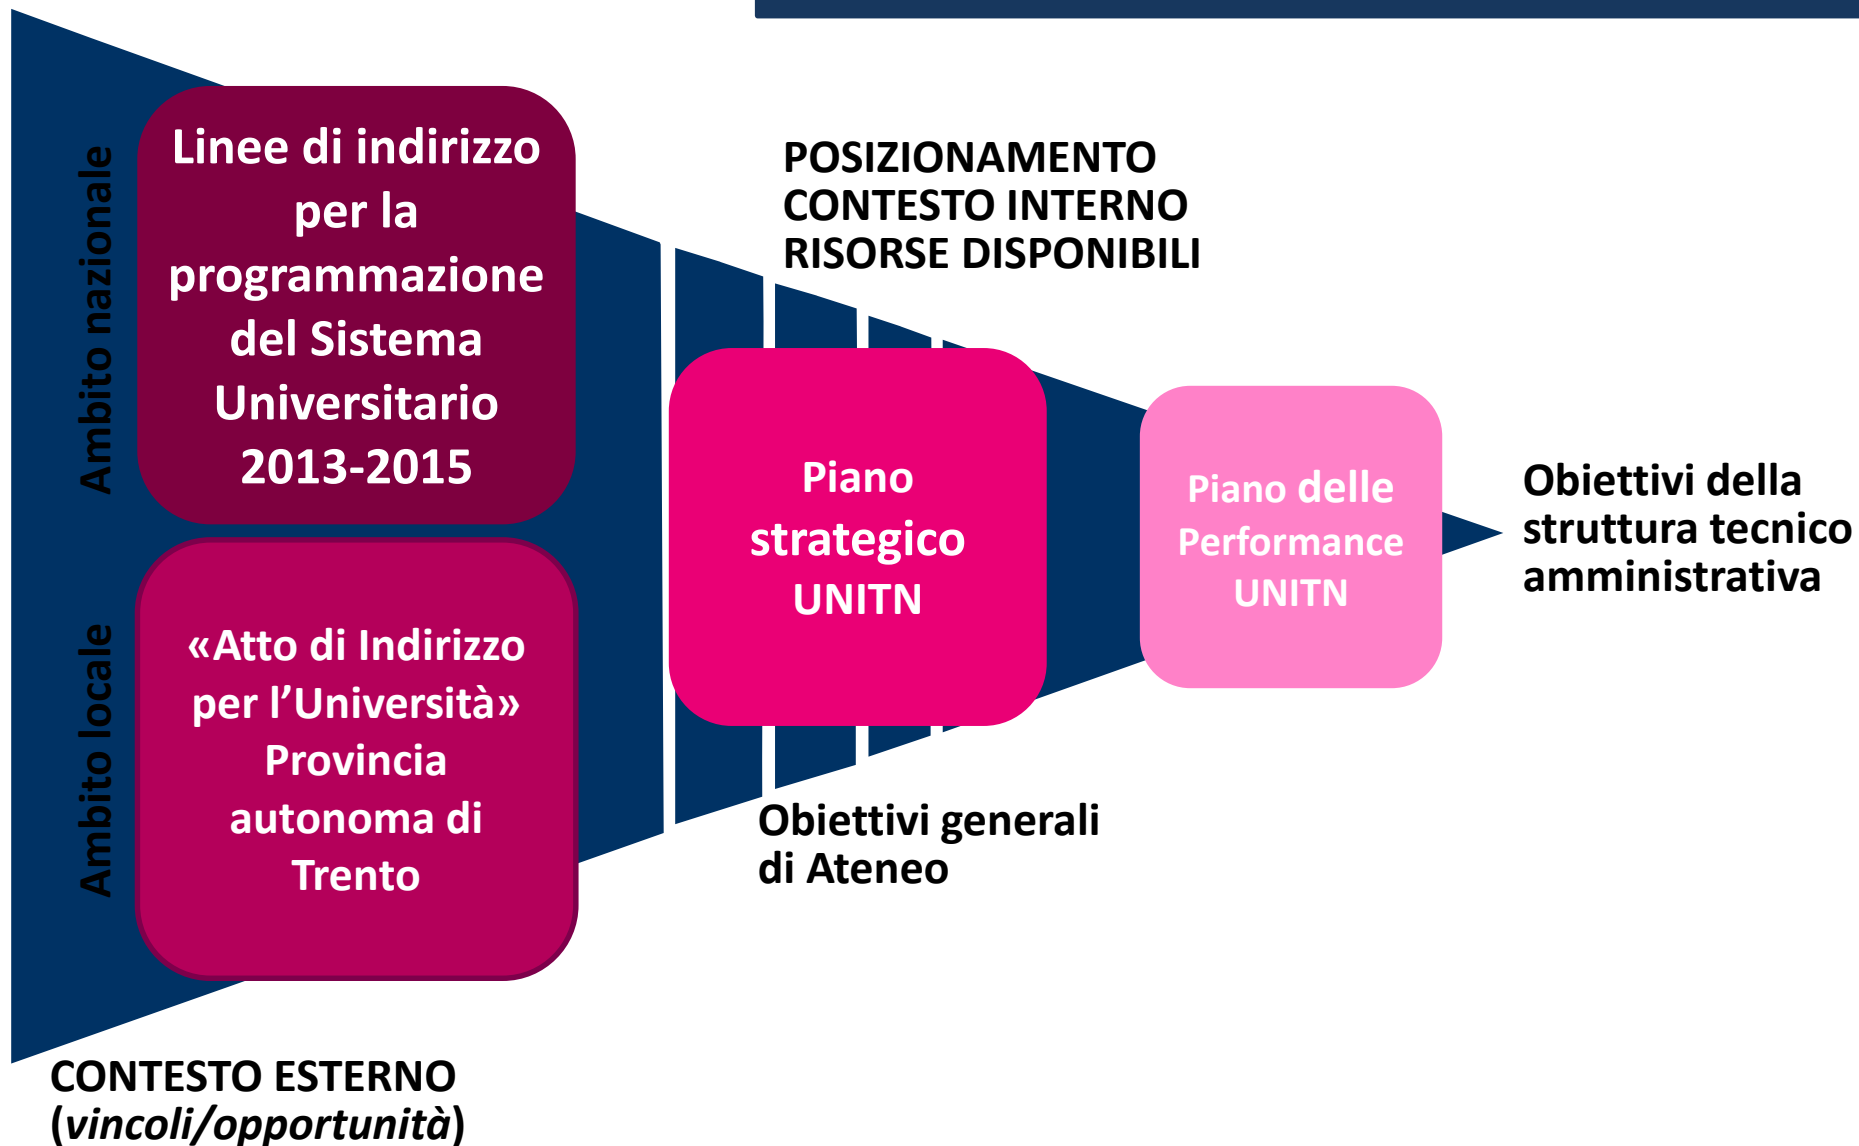 Ambito nazionale
Linee di indirizzo
per la
programmazione
del Sistema
Universitario
2013-2015
Ambito locale
«Atto di Indirizzo
per l’Università»
Provincia
autonoma di
Trento
CONTESTO ESTERNO
(vincoli/opportunità)
POSIZIONAMENTO
CONTESTO INTERNO
RISORSE DISPONIBILI
Piano
strategico
UNITN
Obiettivi generali
di Ateneo
Piano delle
Performance
UNITN
Obiettivi della
struttura tecnico
amministrativa